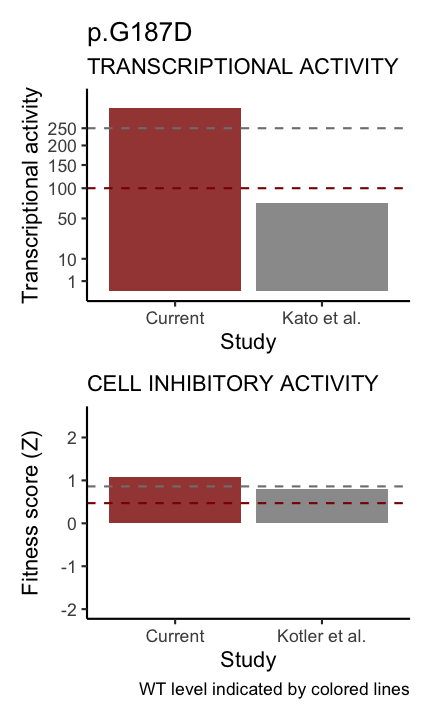 p.G187D
TRANSCRIPTIONAL ACTIVITY
Transcriptional activity
250
200
150
100
50
10
1
Current
Kato et al.
Study
CELL INHIBITORY ACTIVITY
Fitness score (Z)
2
1
0
-1
-2
Current
Kotler et al.
Study
WT level indicated by colored lines